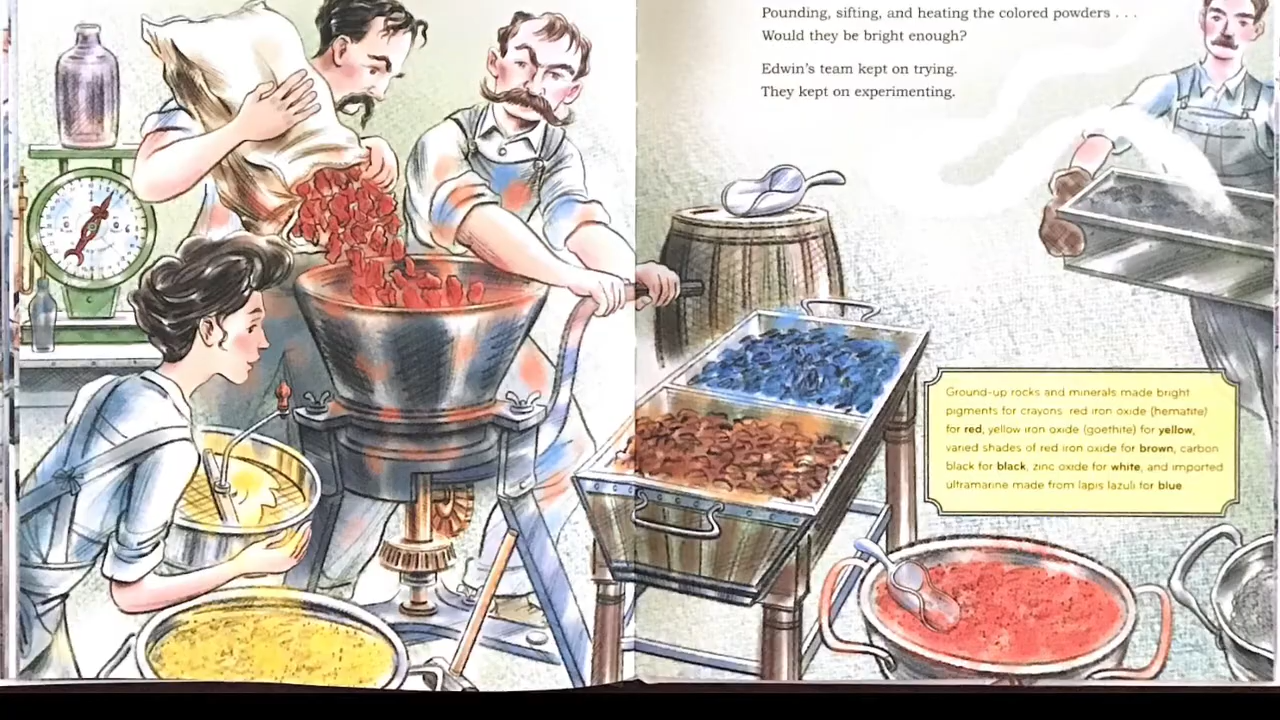 Pounding, sifting, and heating the colored powders . . .
Would they be bright enough?
Edwin's team kept on trying.
They kept on experimenting.
Ground-up rocks and minerals made bright
pigments for crayons red iron oxide (hematite)
for red, yellow iron oxide (goethite) for yellow,
varied shades of red iron oxide for brown, carbon
black for black, zinc oxide for white, and imported
ultramarine made from lapis lazuli for blue